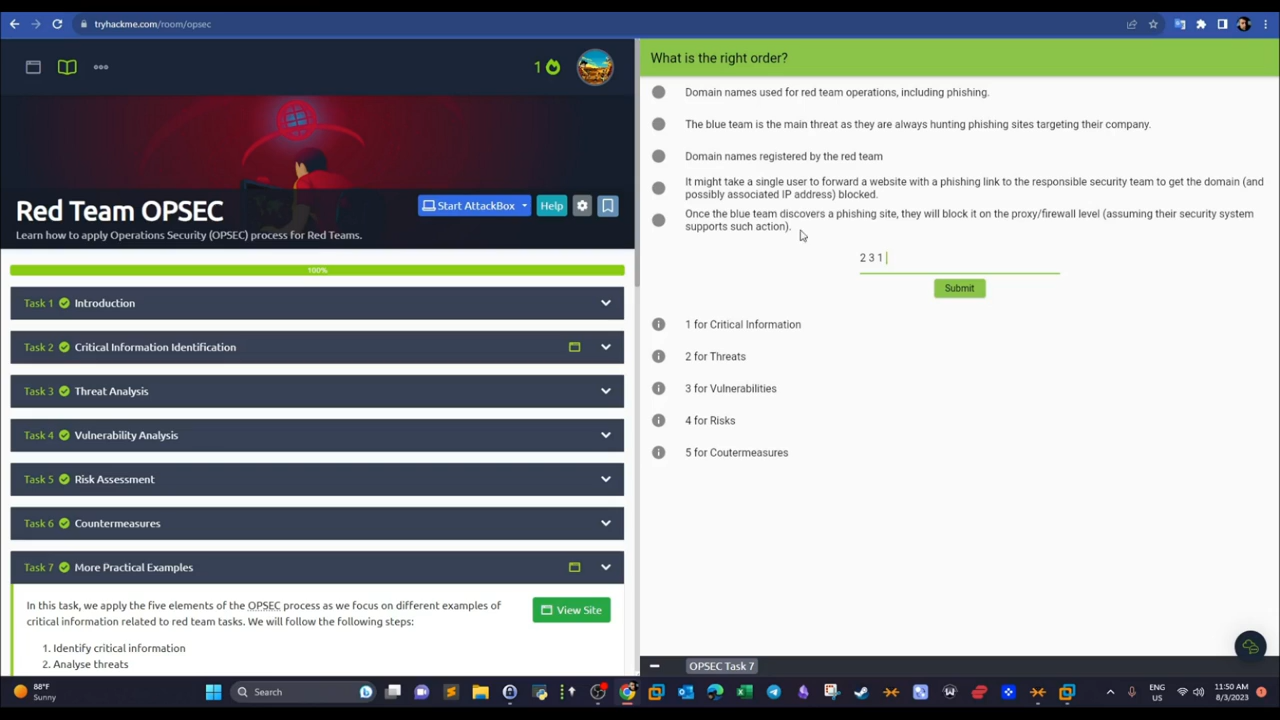 tryhackme.com/room/opsec
1
Red Team OPSEC
Start AttackBox
Help
Learn how to apply Operations Security (OPSEC) process for Red Teams.
100%
Task 1 Introduction
Task 2 Critical Information Identification
Task 3 Threat Analysis
Task 4 Vulnerability Analysis
Task 5 Risk Assessment
Task 6 Countermeasures
Task 7 More Practical Examples
In this task, we apply the five elements of the OPSEC process as we focus on different examples of
critical information related to red team tasks. We will follow the following steps:
View Site
1. Identify critical information
2. Analyse threats
What is the right order?
Domain names used for red team operations, including phishing.
The blue team is the main threat as they are always hunting phishing sites targeting their company.
Domain names registered by the red team
It might take a single user to forward a website with a phishing link to the responsible security team to get the domain (and
possibly associated IP address) blocked.
Once the blue team discovers a phishing site, they will block it on the proxy/firewall level (assuming their security system
supports such action).
2 3 1
Submit
1 for Critical Information
2 for Threats
3 for Vulnerabilities
4 for Risks
5 for Coutermeasures
OPSEC Task 7
88°F
Sunny
Search
ENG
US
11:50 AM
8/3/2023